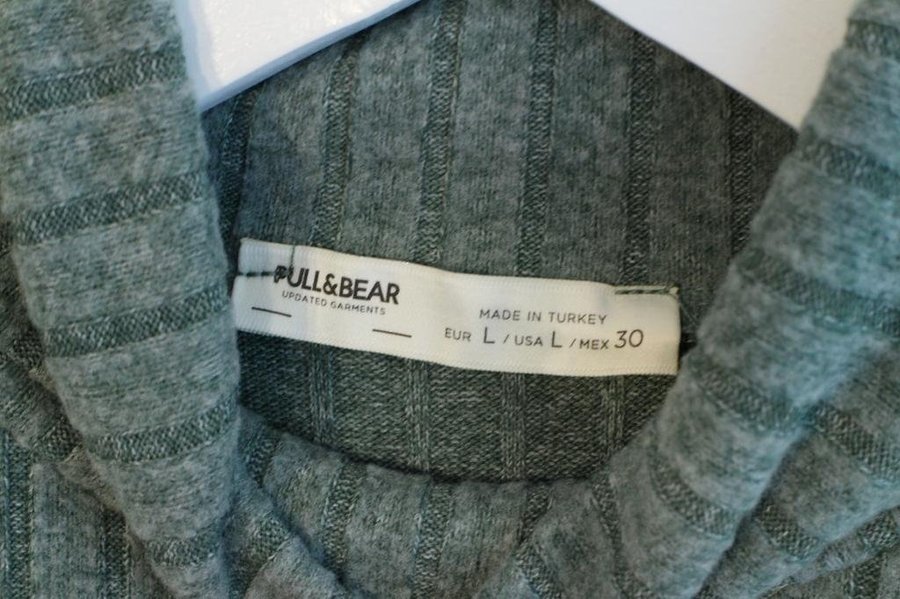 PULL&BEAR
UPDATED GARMENTS
MADE IN TURKEY
EUR L / USA L / MEX 30